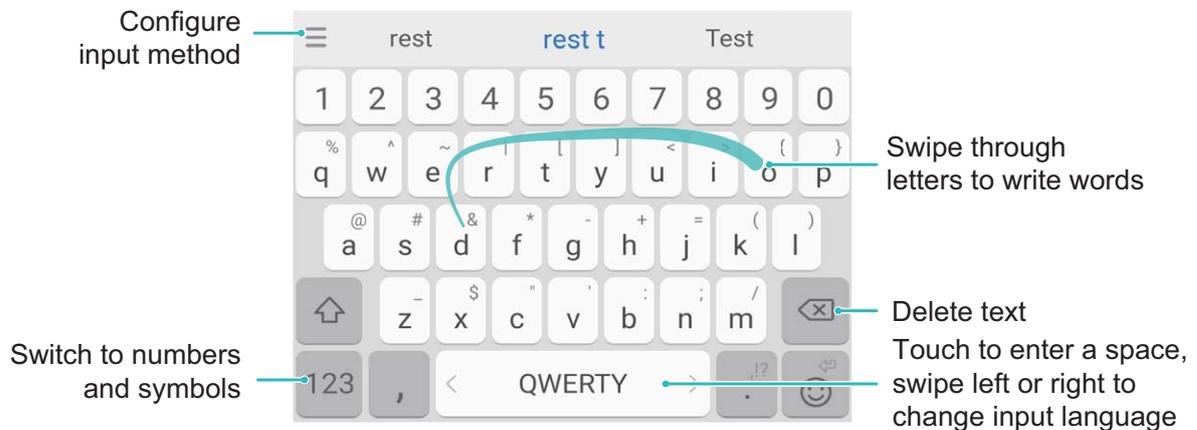 Configure
input method
rest rest t Test
1 2 3 4 5 6 7 8 9 0
% ^ ~ | [ ] < > { }
q w e r t y u i o p
Swipe through
letters to write words
@ # & * - + = ( )
a s d f g h j k l
_ $ " ' : ; /
z x c v b n m
Delete text
Switch to numbers
and symbols
123 , < QWERTY > ,!? .
Touch to enter a space,
swipe left or right to
change input language